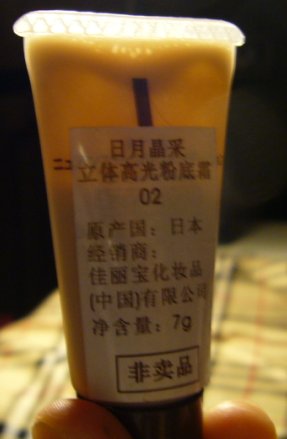 日月晶采
立体高光粉底霜
02
原产国：日本
经销商：
佳丽宝化妆品
(中国)有限公司
净含量：7g
非卖品